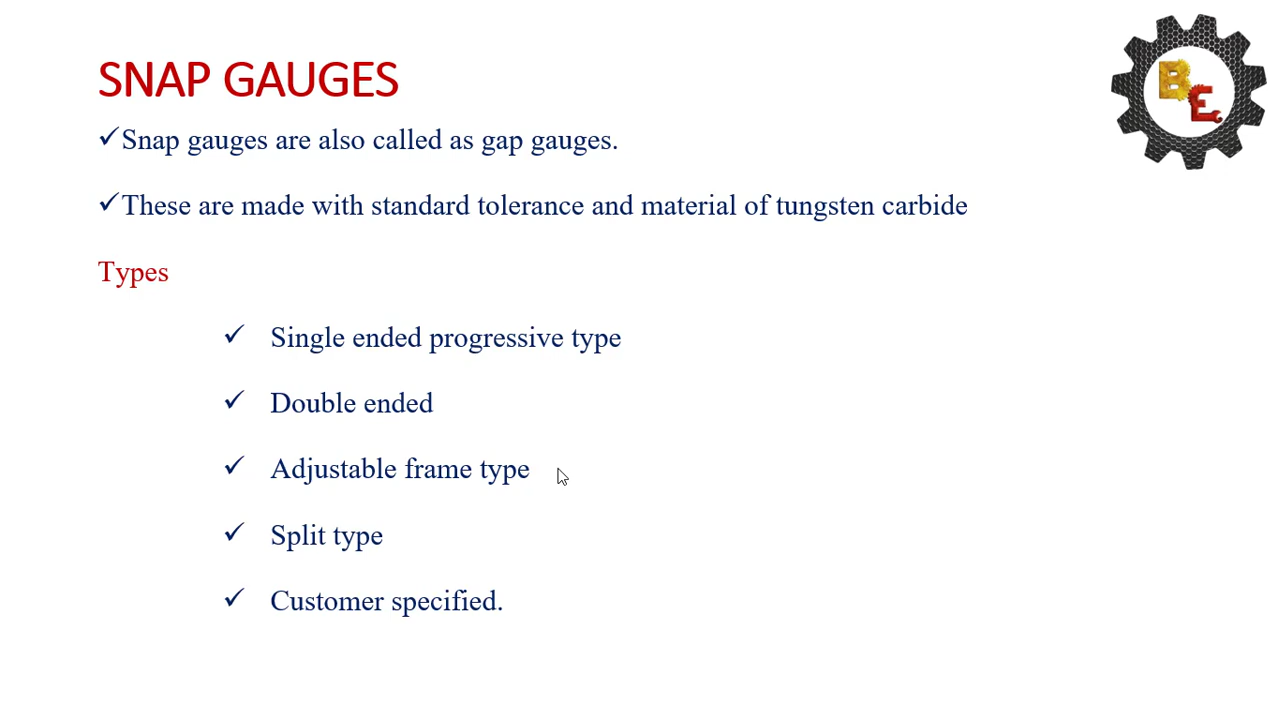 SNAP GAUGES
✓Snap gauges are also called as gap gauges.
✓These are made with standard tolerance and material of tungsten carbide
Types
✓ Single ended progressive type
✓ Double ended
✓ Adjustable frame type
✓ Split type
✓ Customer specified.
BE